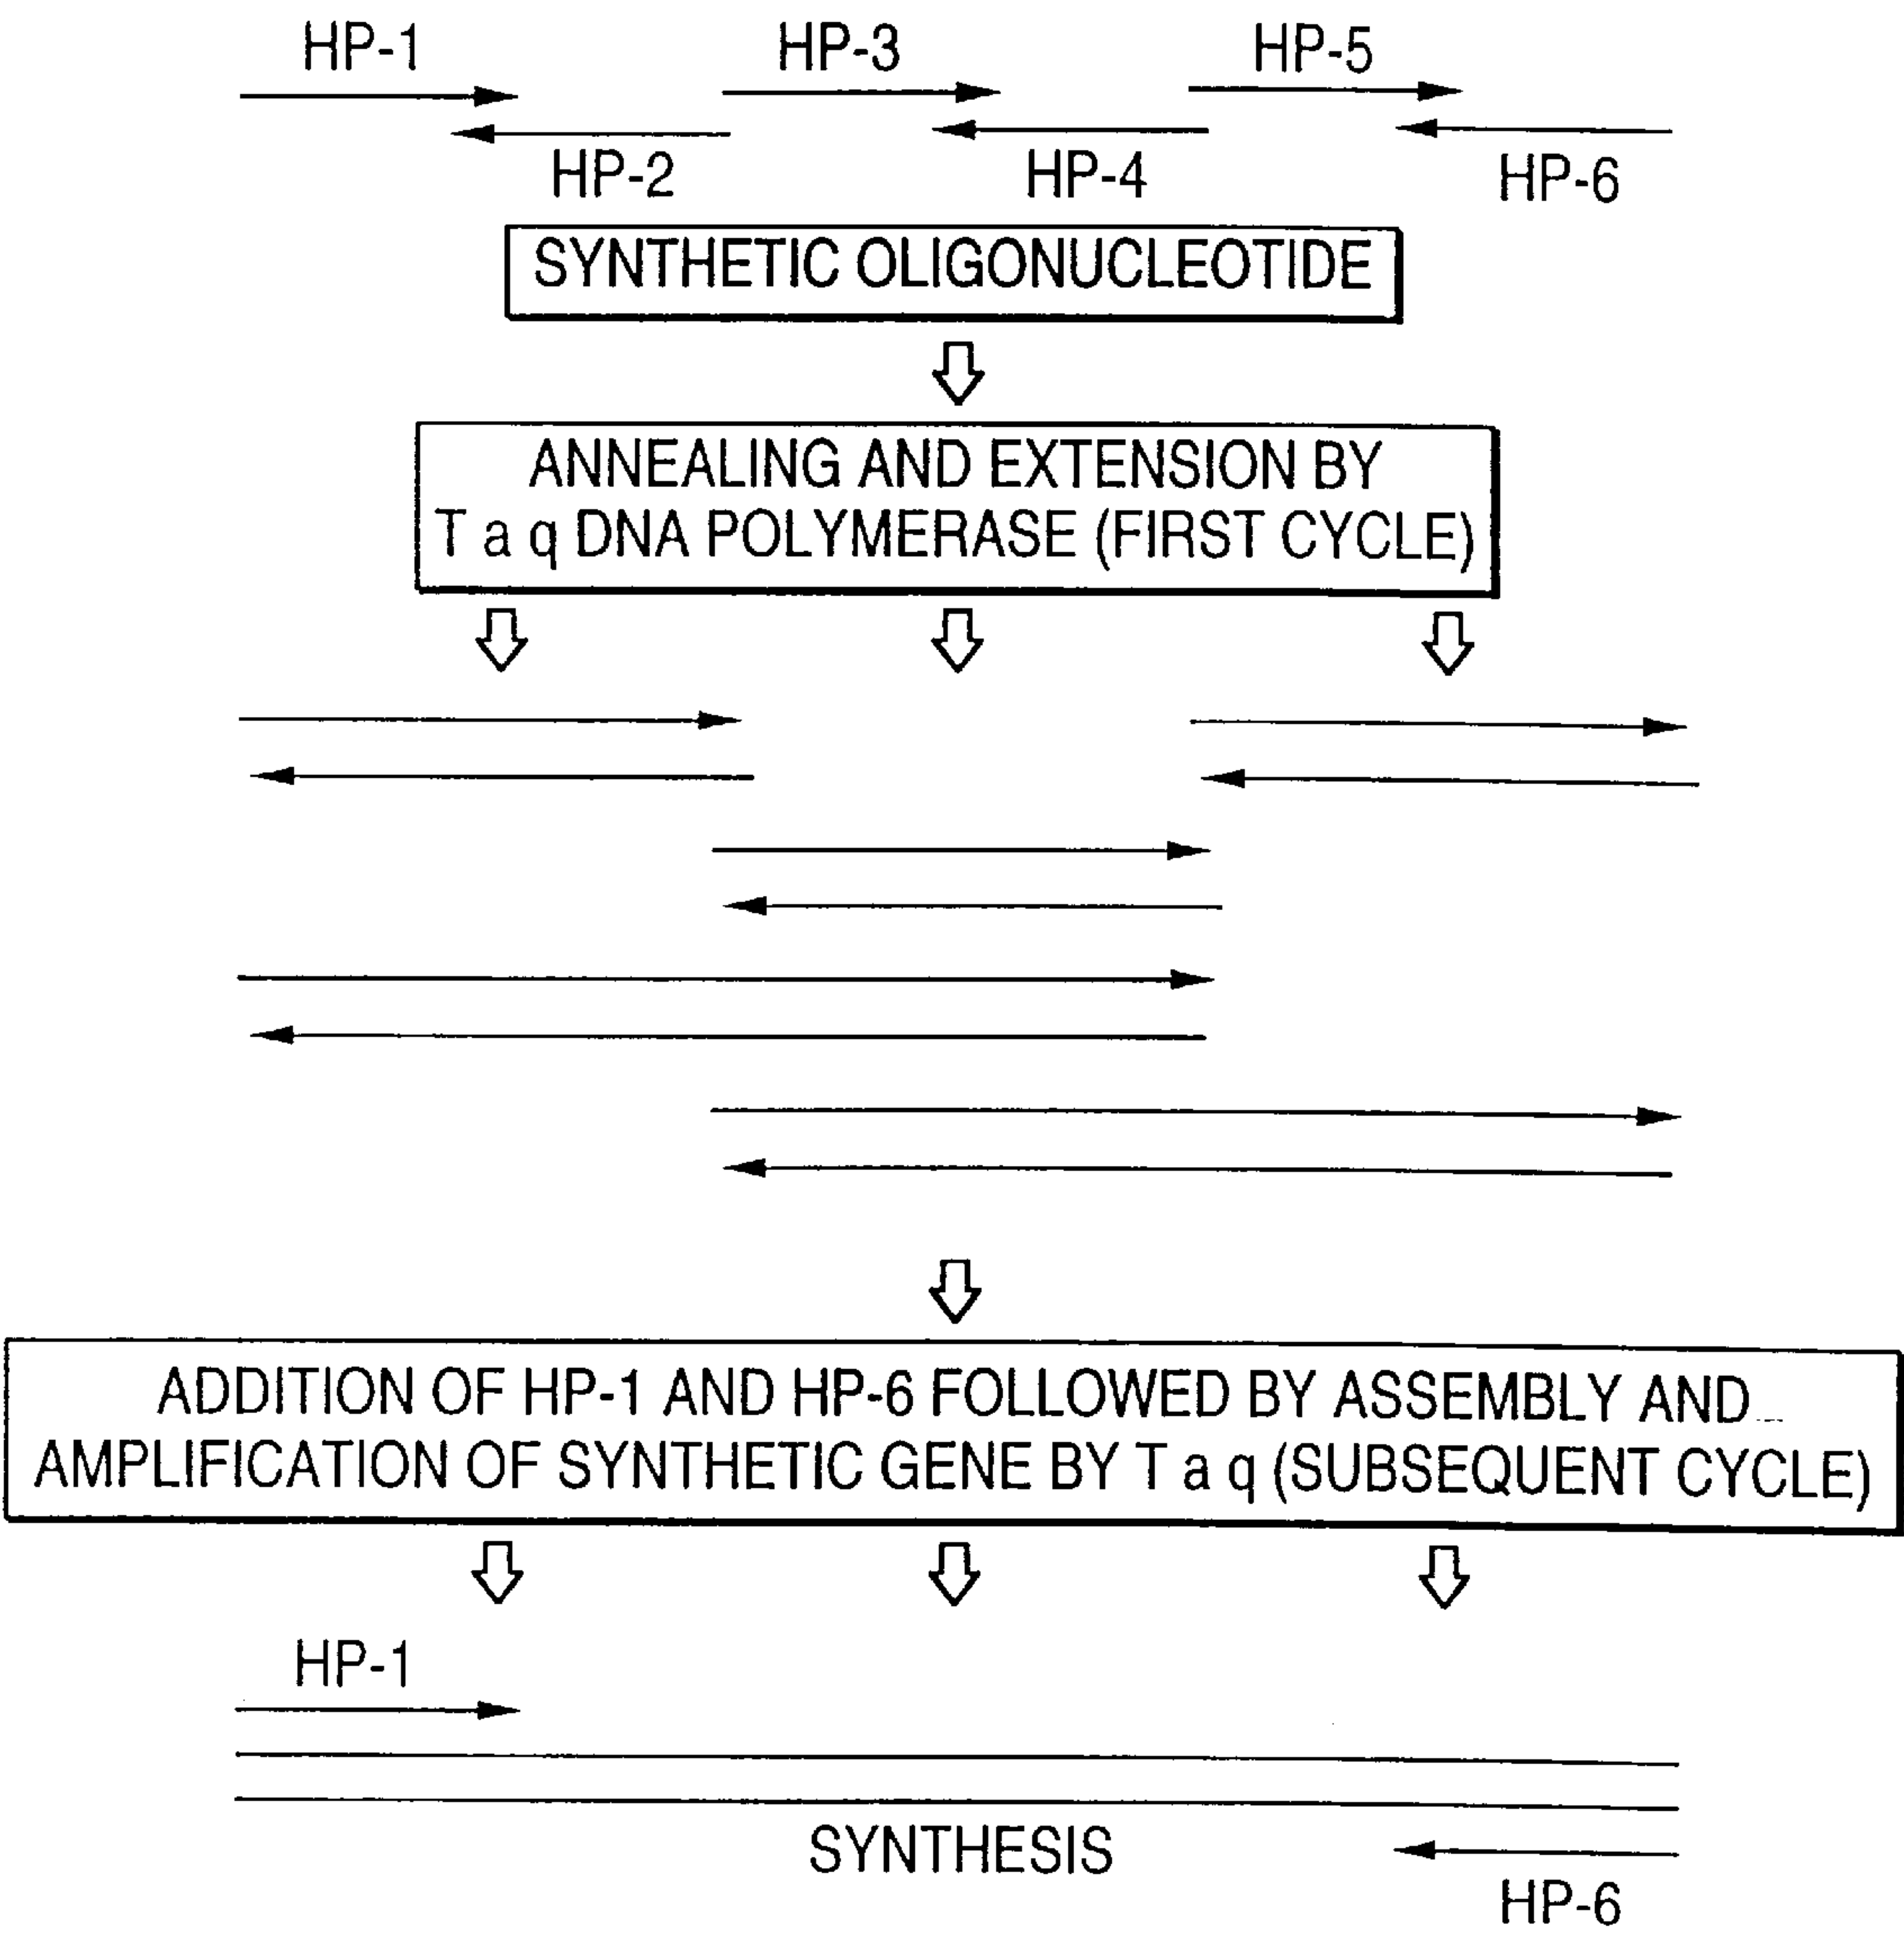 HP-1
HP-3
HP-5
HP-2
HP-4
HP-6
SYNTHETIC OLIGONUCLEOTIDE
ANNEALING AND EXTENSION BY
T a q DNA POLYMERASE (FIRST CYCLE)
ADDITION OF HP-1 AND HP-6 FOLLOWED BY ASSEMBLY AND
AMPLIFICATION OF SYNTHETIC GENE BY T a q (SUBSEQUENT CYCLE)
HP-1
SYNTHESIS
HP-6